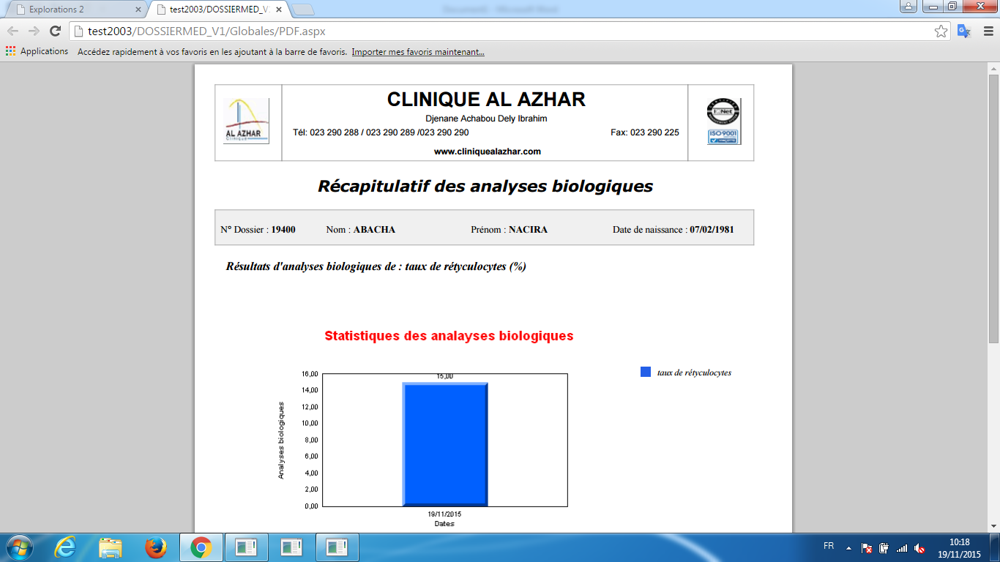 Explorations 2
test2003/DOSSIERMED_V
test2003/DOSSIERMED_V1/Globales/PDF.aspx
Applications Accédez rapidement à vos favoris en les ajoutant à la barre de favoris. Importer mes favoris maintenant...
AL AZHAR
Clinique
CLINIQUE AL AZHAR
Djenane Achabou Dely Ibrahim
Tél: 023 290 288 / 023 290 289 /023 290 290 Fax: 023 290 225
www.cliniquealazhar.com
ISO 9001
Récapitulatif des analyses biologiques
N° Dossier : 19400 Nom : ABACHA Prénom : NACIRA Date de naissance : 07/02/1981
Résultats d'analyses biologiques de : taux de rétyculocytes (%)
Statistiques des analayses biologiques
taux de rétyculocytes
Analyses biologiques
16,00
14,00
12,00
10,00
8,00
6,00
4,00
2,00
0,00
15,00
19/11/2015
Dates
FR
10:18
19/11/2015